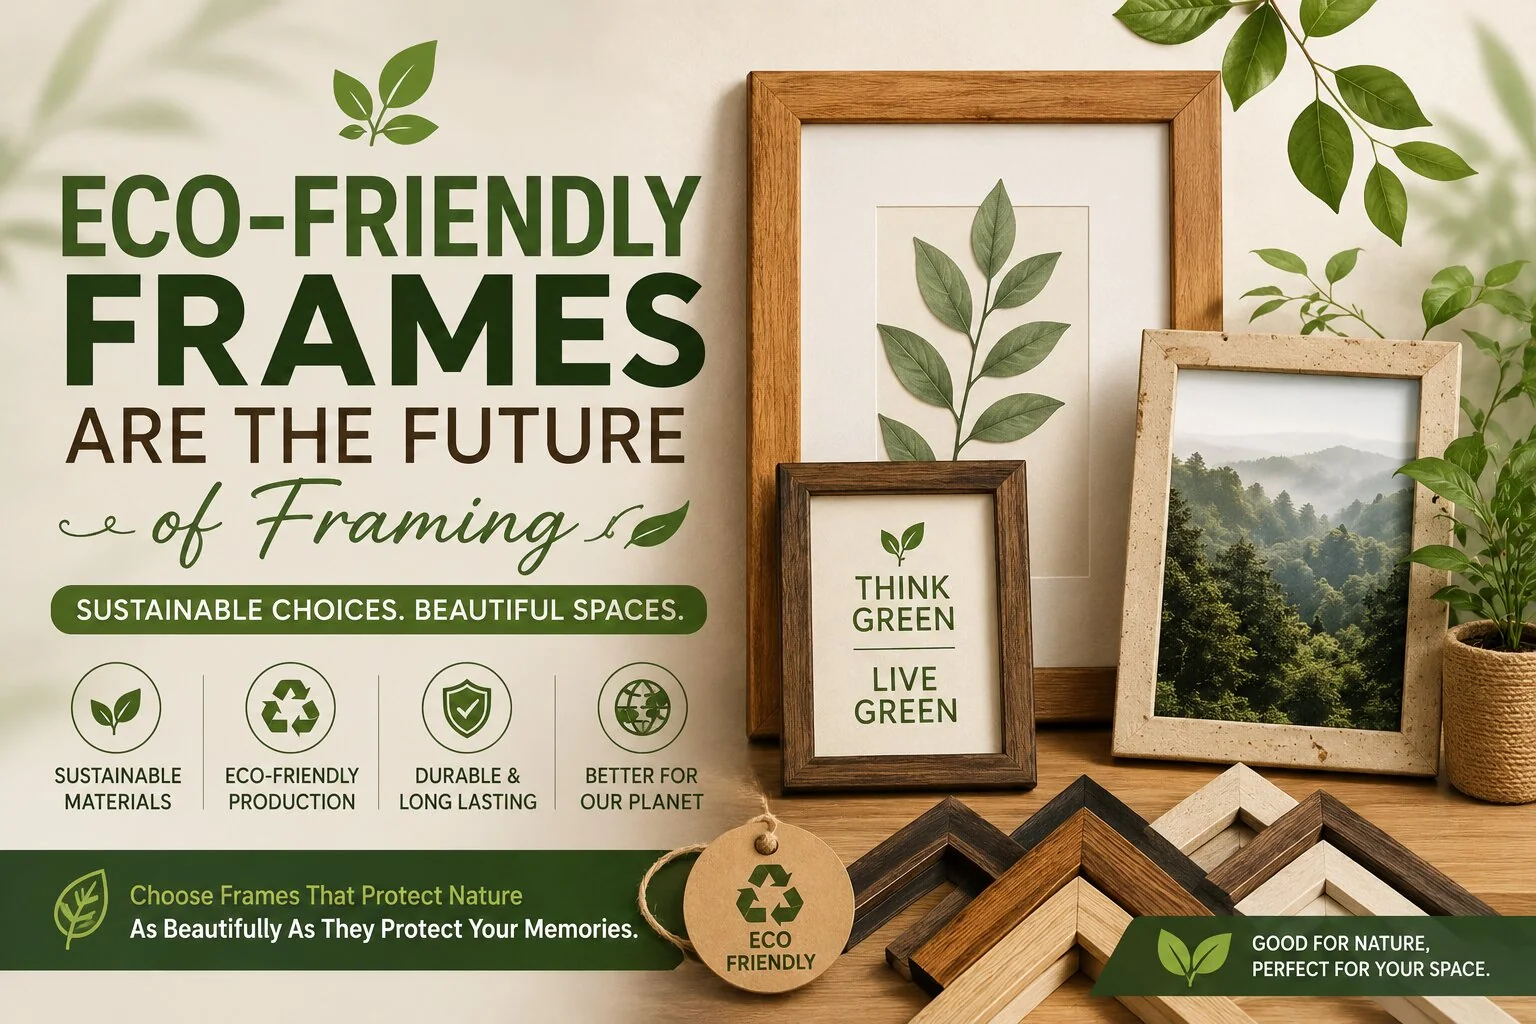 ECO-FRIENDLY
FRAMES
ARE THE FUTURE
of Framing
SUSTAINABLE CHOICES. BEAUTIFUL SPACES.
SUSTAINABLE
MATERIALS
ECO-FRIENDLY
PRODUCTION
DURABLE &
LONG LASTING
BETTER FOR
OUR PLANET
Choose Frames That Protect Nature
As Beautifully As They Protect Your Memories.
THINK
GREEN
LIVE
GREEN
ECO
FRIENDLY
GOOD FOR NATURE,
PERFECT FOR YOUR SPACE.